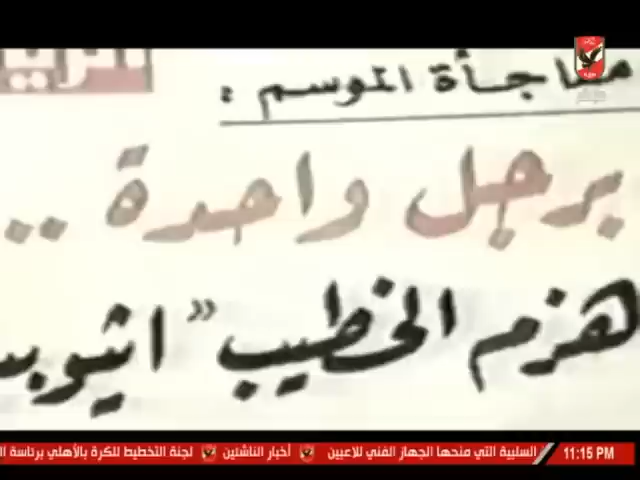 مفاجأة الموسم :
برجل واحدة ..
هزم الخطيب "
السلبية التي منحها الجهاز الفني للاعبين أخبار الناشئين لجنة التخطيط للكرة بالأهلي برئاسة
11:15 PM